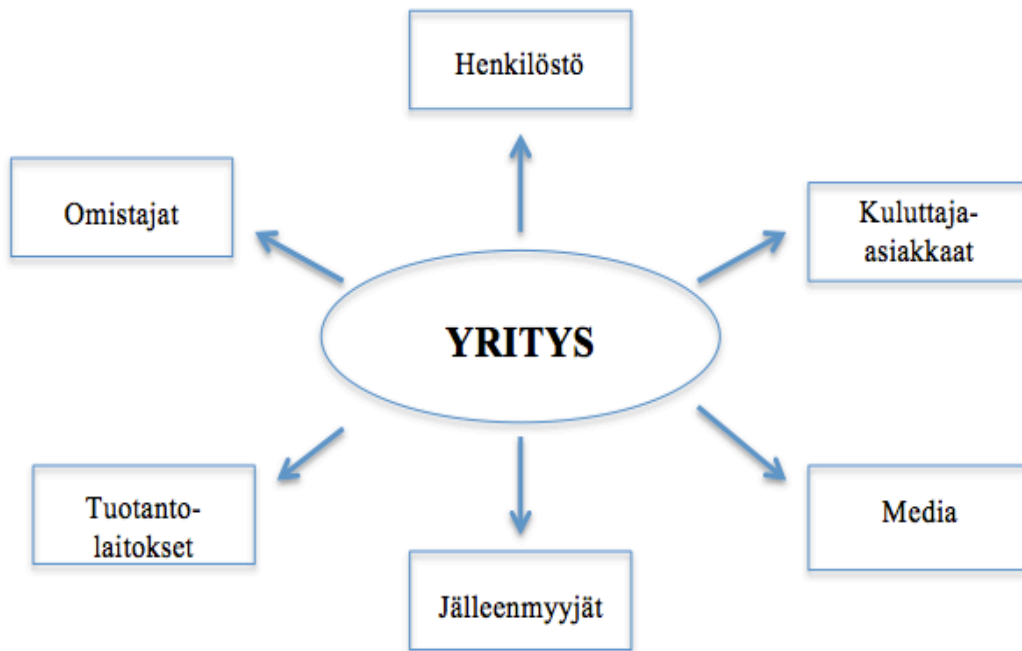 Henkilöstö
Omistajat
Kuluttaja-
asiakkaat
YRITYS
Tuotanto-
laitokset
Media
Jälleenmyyjät